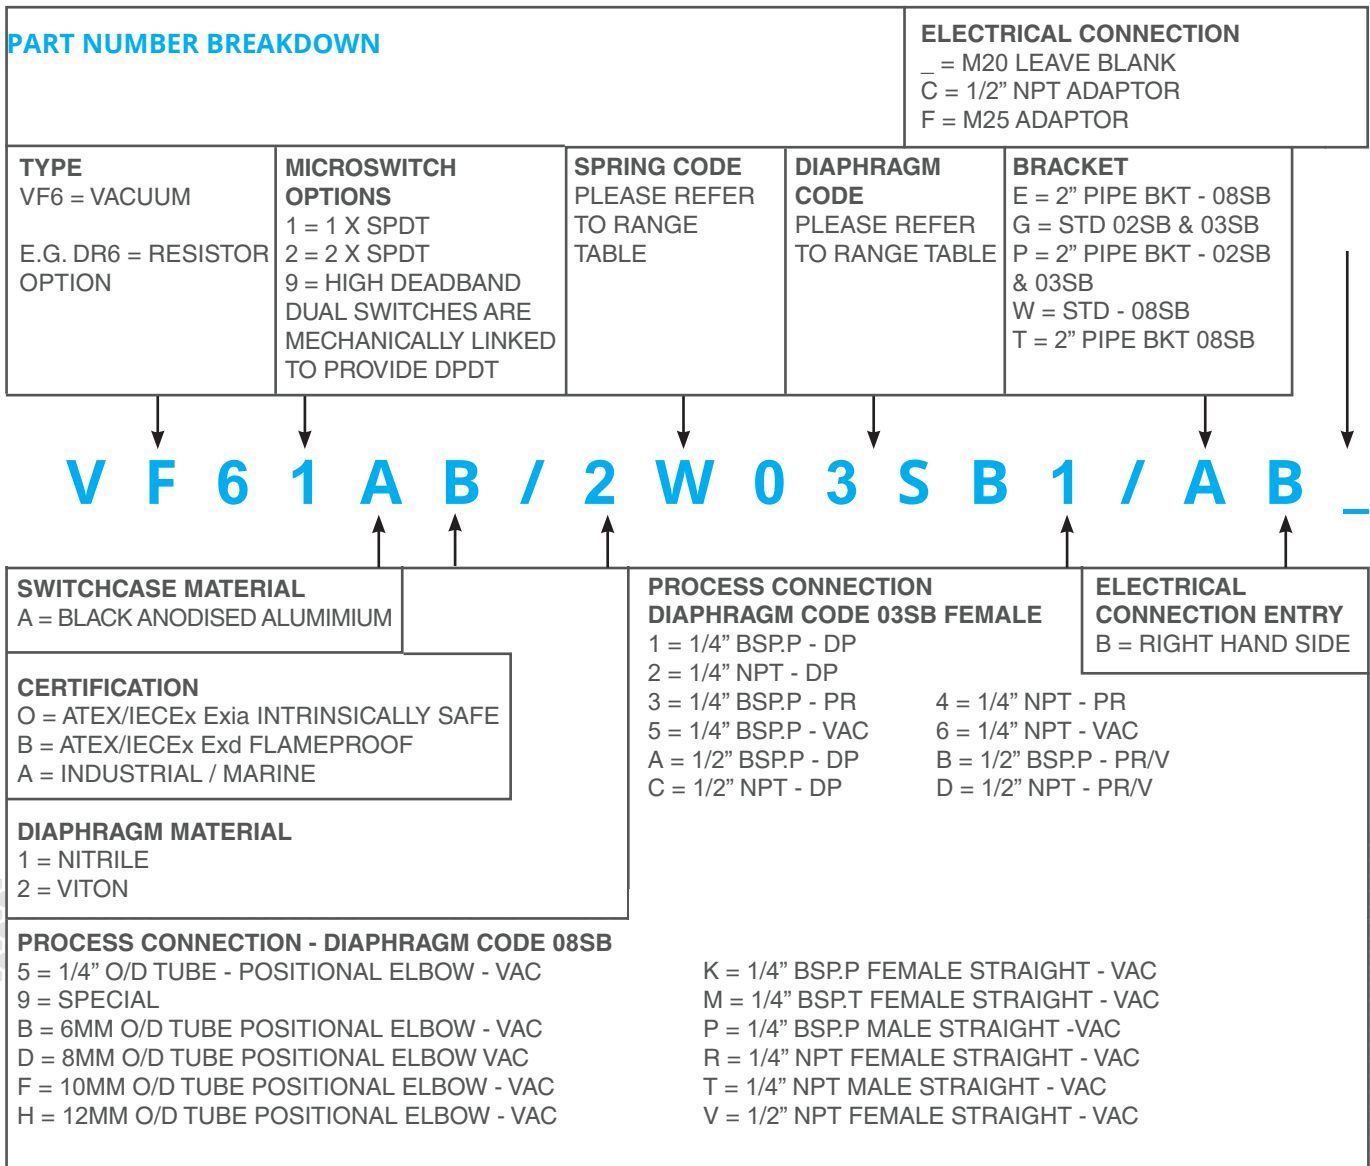 PART NUMBER BREAKDOWN
ELECTRICAL CONNECTION
_ = M20 LEAVE BLANK
C = 1/2” NPT ADAPTOR
F = M25 ADAPTOR
TYPE
VF6 = VACUUM
E.G. DR6 = RESISTOR
OPTION
MICROSWITCH
OPTIONS
1 = 1 X SPDT
2 = 2 X SPDT
9 = HIGH DEADBAND
DUAL SWITCHES ARE
MECHANICALLY LINKED
TO PROVIDE DPDT
SPRING CODE
PLEASE REFER
TO RANGE
TABLE
DIAPHRAGM
CODE
PLEASE REFER
TO RANGE TABLE
BRACKET
E = 2” PIPE BKT - 08SB
G = STD 02SB & 03SB
P = 2” PIPE BKT - 02SB
& 03SB
W = STD - 08SB
T = 2” PIPE BKT 08SB
V F 6 1 A B / 2 W 0 3 S B 1 / A B _
SWITCHCASE MATERIAL
A = BLACK ANODISED ALUMIMIUM
CERTIFICATION
O = ATEX/IECEx Exia INTRINSICALLY SAFE
B = ATEX/IECEx Exd FLAMEPROOF
A = INDUSTRIAL / MARINE
DIAPHRAGM MATERIAL
1 = NITRILE
2 = VITON
PROCESS CONNECTION
DIAPHRAGM CODE 03SB FEMALE
1 = 1/4” BSP.P - DP
2 = 1/4” NPT - DP
3 = 1/4” BSP.P - PR
5 = 1/4” BSP.P - VAC
A = 1/2” BSP.P - DP
C = 1/2” NPT - DP
4 = 1/4” NPT - PR
6 = 1/4” NPT - VAC
B = 1/2” BSP.P - PR/V
D = 1/2” NPT - PR/V
ELECTRICAL
CONNECTION ENTRY
B = RIGHT HAND SIDE
PROCESS CONNECTION - DIAPHRAGM CODE 08SB
5 = 1/4” O/D TUBE - POSITIONAL ELBOW - VAC
9 = SPECIAL
B = 6MM O/D TUBE POSITIONAL ELBOW - VAC
D = 8MM O/D TUBE POSITIONAL ELBOW VAC
F = 10MM O/D TUBE POSITIONAL ELBOW - VAC
H = 12MM O/D TUBE POSITIONAL ELBOW - VAC
K = 1/4” BSP.P FEMALE STRAIGHT - VAC
M = 1/4” BSP.T FEMALE STRAIGHT - VAC
P = 1/4” BSP.P MALE STRAIGHT -VAC
R = 1/4” NPT FEMALE STRAIGHT - VAC
T = 1/4” NPT MALE STRAIGHT - VAC
V = 1/2” NPT FEMALE STRAIGHT - VAC